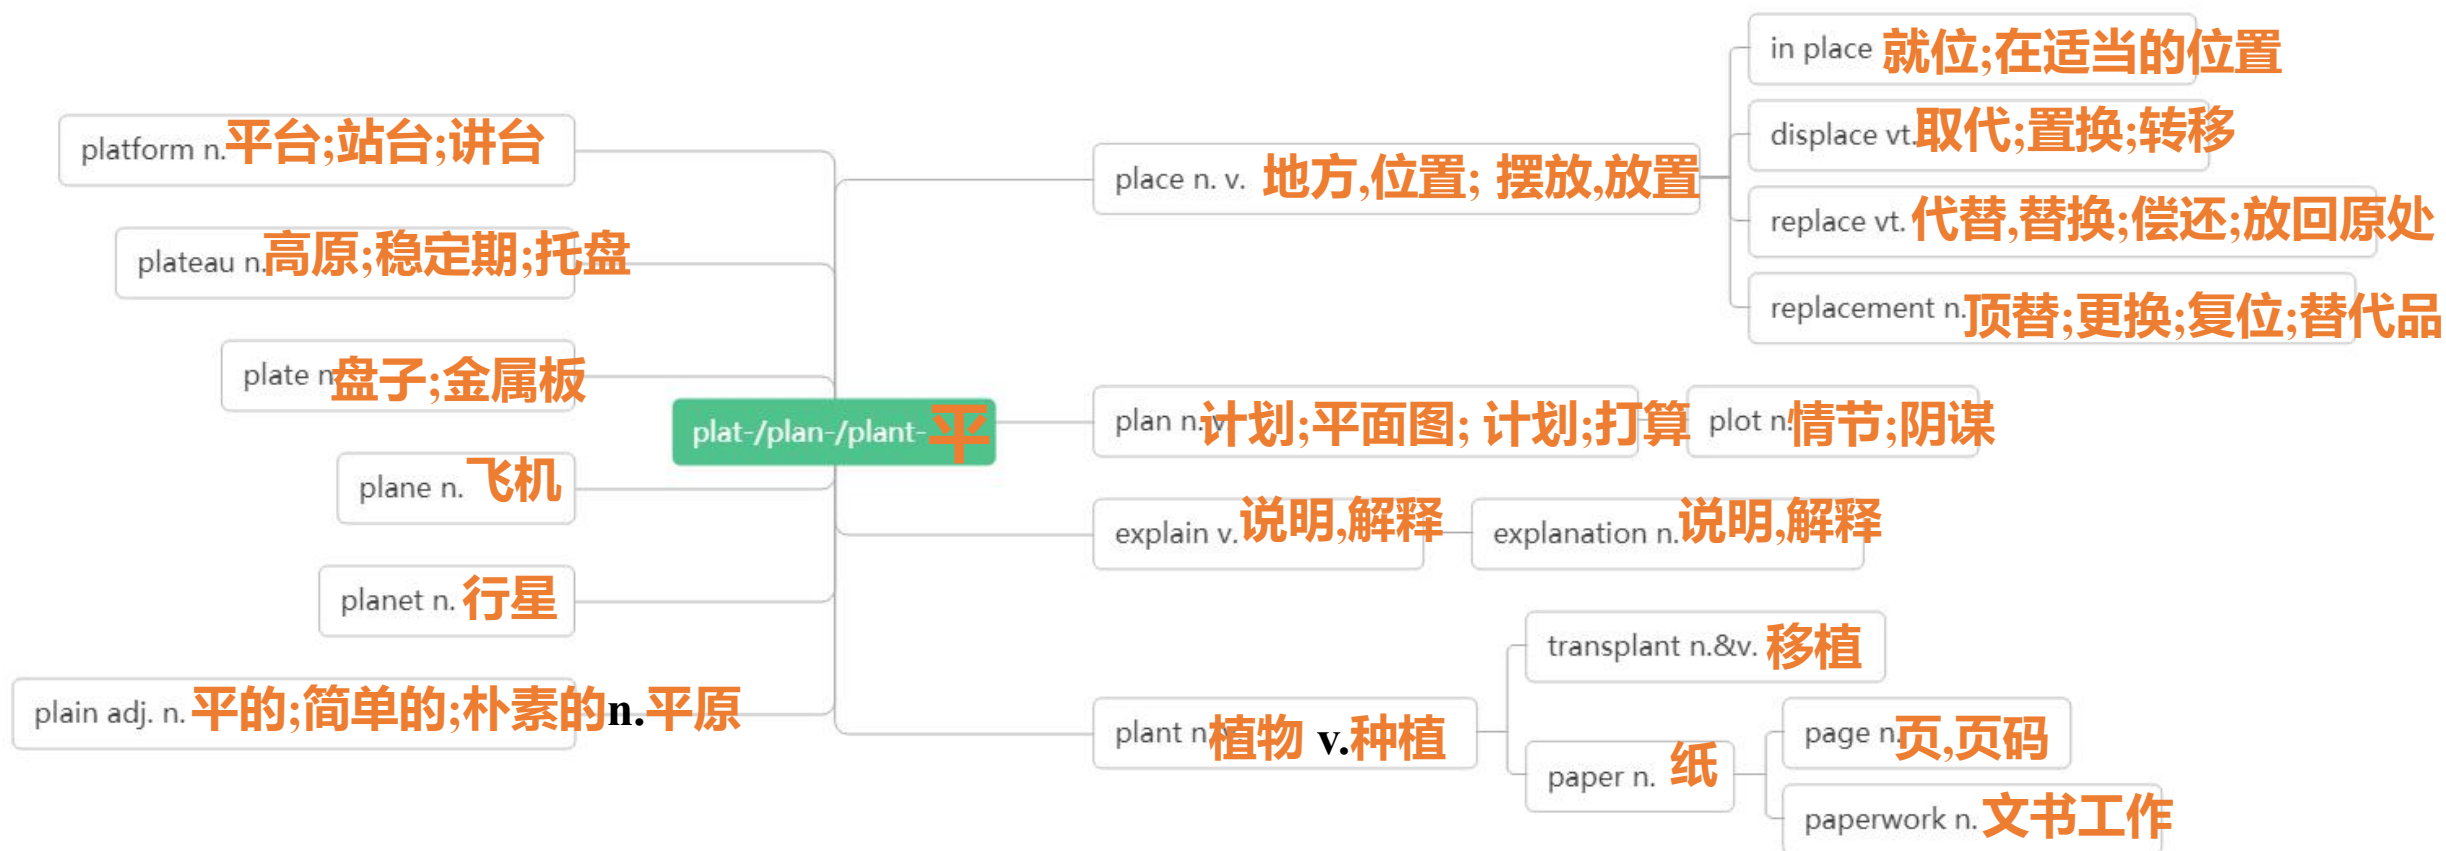 platform n.平台;站台;讲台
plateau n.高原;稳定期;托盘
plate n.盘子;金属板
plane n. 飞机
planet n. 行星
plain adj. n. 平的;简单的;朴素的n.平原
plat-/plan-/plant-平
place n. v. 地方,位置; 摆放,放置
in place 就位;在适当的位置
displace vt.取代;置换;转移
replace vt.代替,替换;偿还;放回原处
replacement n.顶替;更换;复位;替代品
plan n. v 计划;平面图; 计划;打算
plot n.情节;阴谋
explain v.说明,解释
explanation n.说明,解释
plant n.植物 v.种植
transplant n.&v. 移植
paper n. 纸
page n.页,页码
paperwork n.文书工作